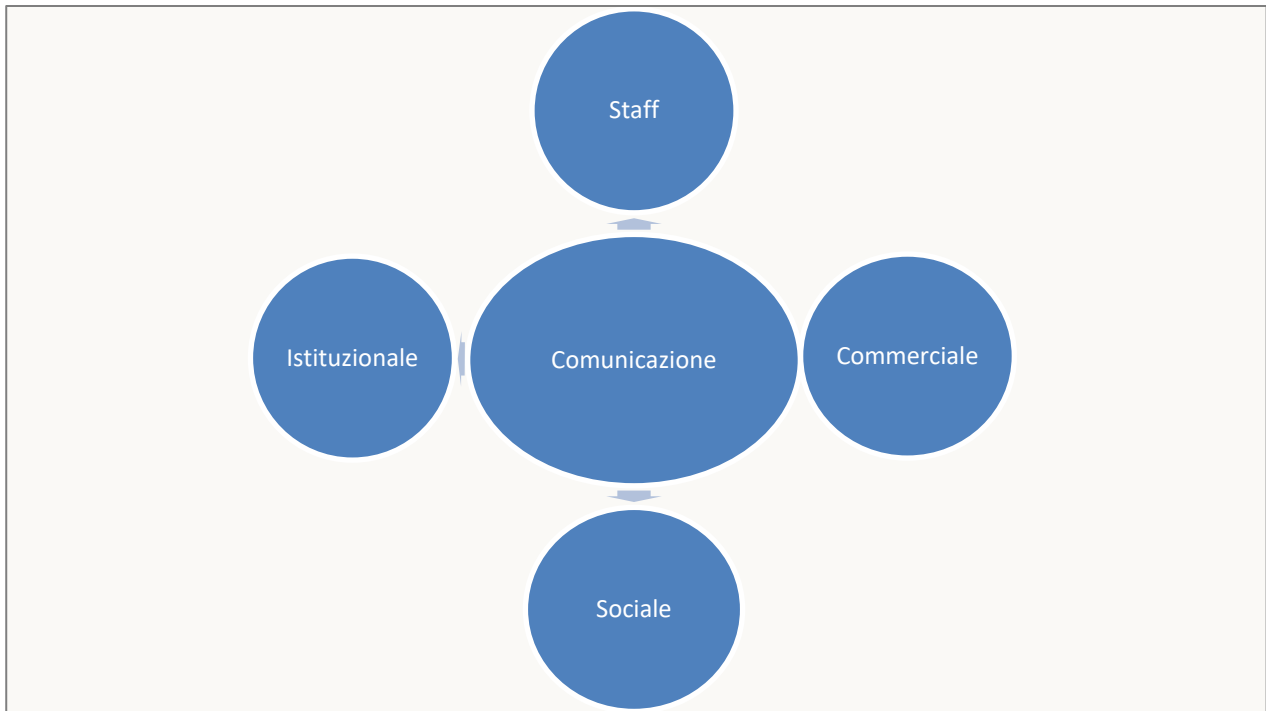 Staff
Istituzionale
Comunicazione
Commerciale
Sociale